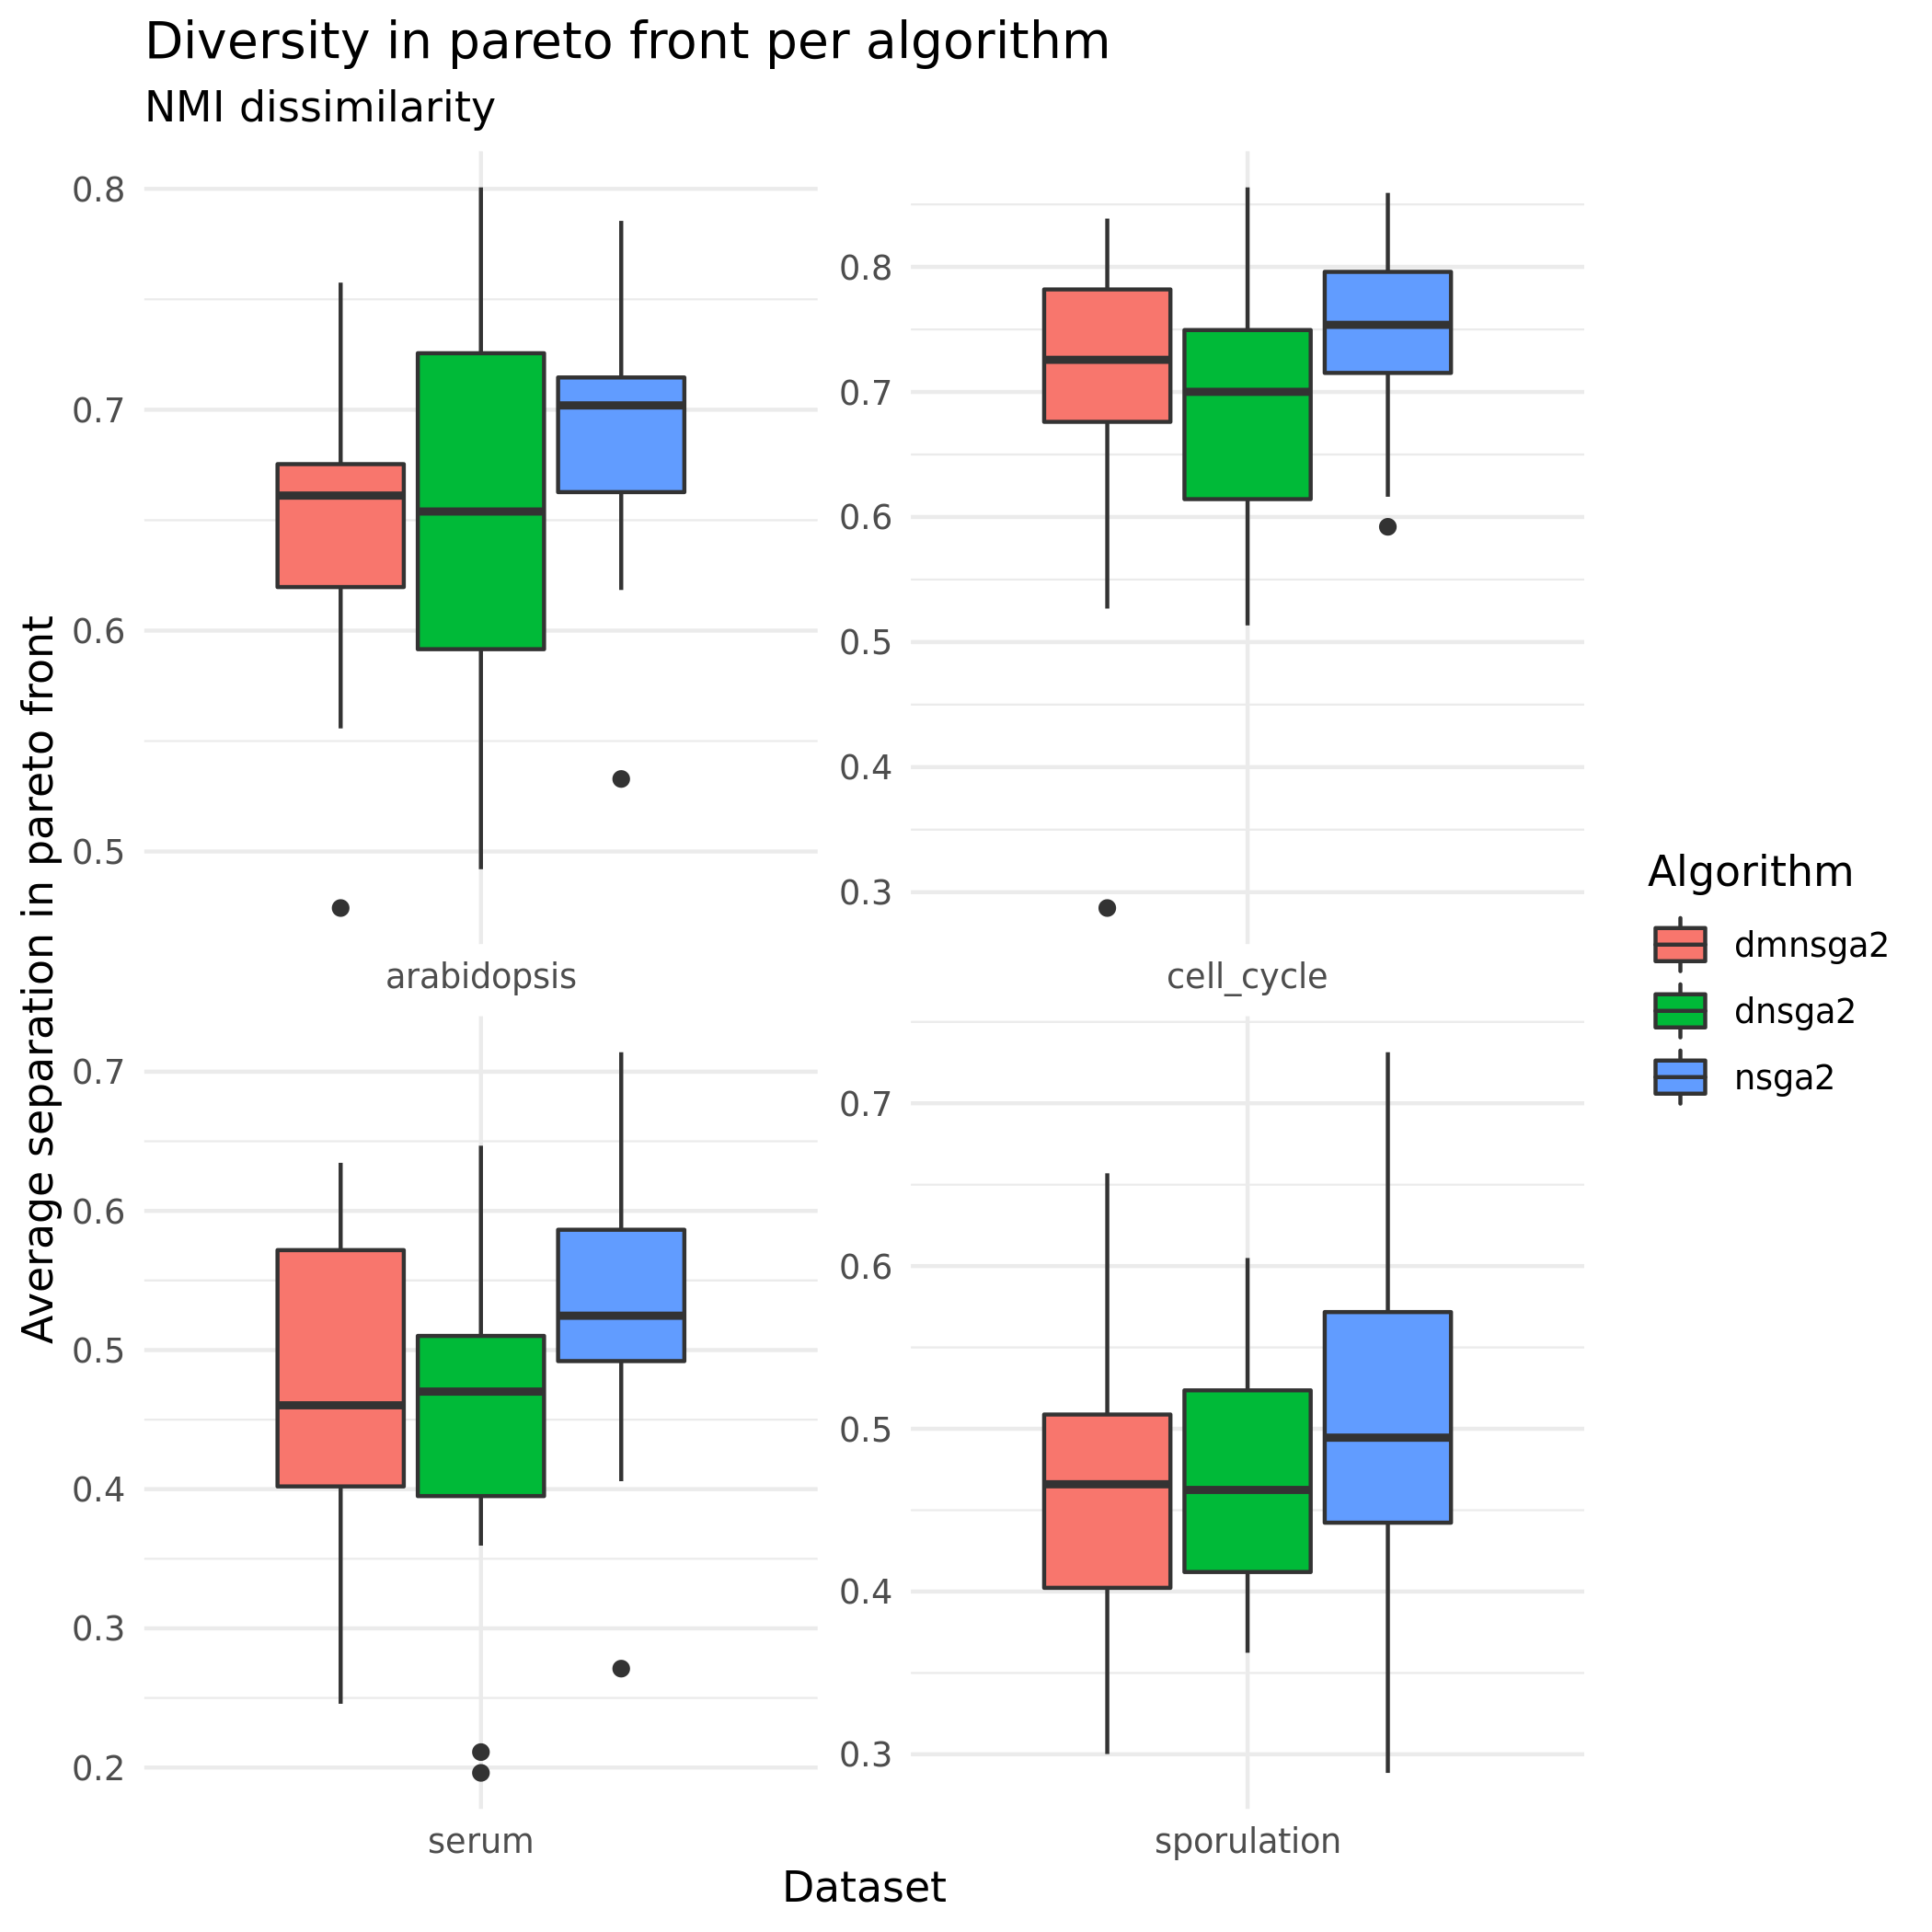 Diversity in pareto front per algorithm
NMI dissimilarity
Average separation in pareto front
0.8
0.7
0.6
0.5
arabidopsis
0.8
0.7
0.6
0.5
0.4
0.3
cell_cycle
0.7
0.6
0.5
0.4
0.3
0.2
serum
0.7
0.6
0.5
0.4
0.3
sporulation
Dataset
Algorithm
dmnsga2
dnsga2
nsga2